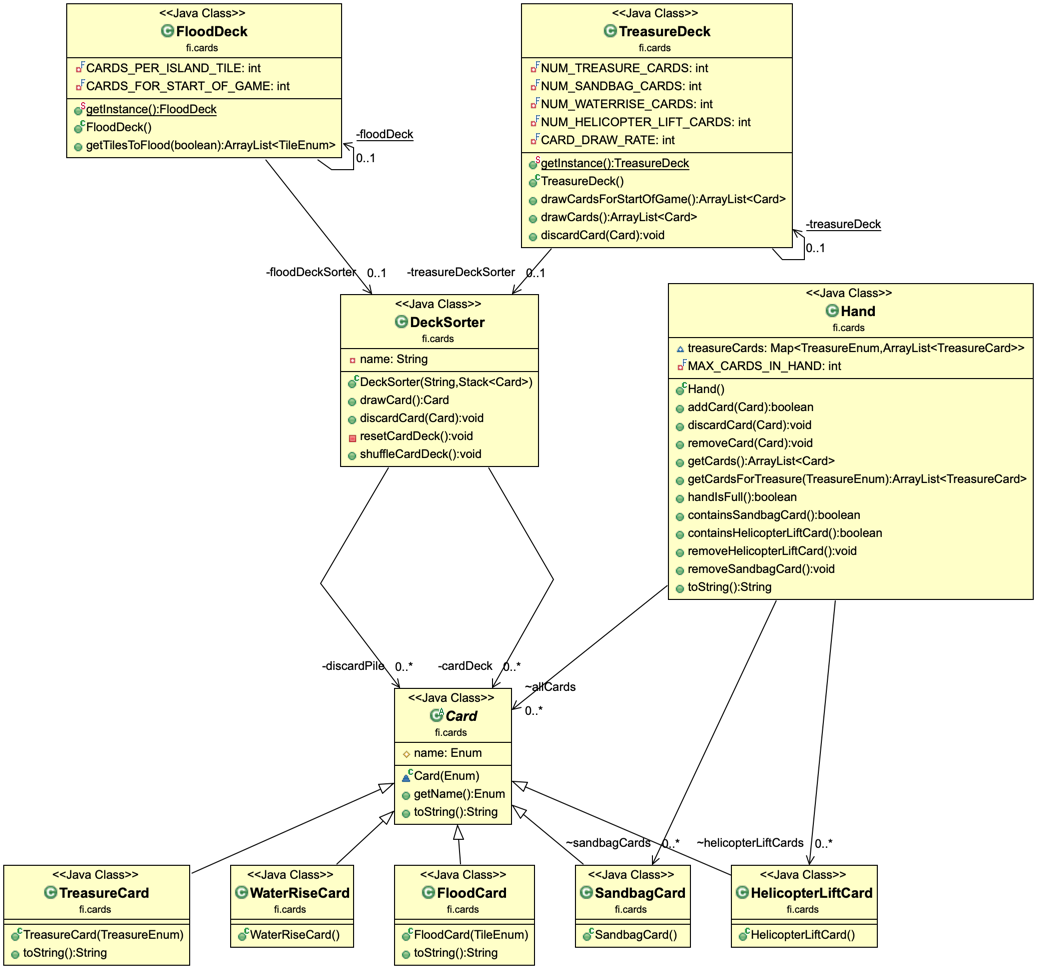 <<Java Class>>
FloodDeck
fi.cards
CARDS_PER_ISLAND_TILE: int
CARDS_FOR_START_OF_GAME: int
getInstance():FloodDeck
FloodDeck()
getTilesToFlood(boolean):ArrayList<TileEnum>
-floodDeck
0..1
<<Java Class>>
TreasureDeck
fi.cards
NUM_TREASURE_CARDS: int
NUM_SANDBAG_CARDS: int
NUM_WATERRISE_CARDS: int
NUM_HELICOPTER_LIFT_CARDS: int
CARD_DRAW_RATE: int
getInstance():TreasureDeck
TreasureDeck()
drawCardsForStartOfGame():ArrayList<Card>
drawCards():ArrayList<Card>
discardCard(Card):void
-treasureDeck
0..1
-floodDeckSorter 0..1
-treasureDeckSorter 0..1
<<Java Class>>
DeckSorter
fi.cards
name: String
DeckSorter(String,Stack<Card>)
drawCard():Card
discardCard(Card):void
resetCardDeck():void
shuffleCardDeck():void
<<Java Class>>
Hand
fi.cards
treasureCards: Map<TreasureEnum,ArrayList<TreasureCard>>
MAX_CARDS_IN_HAND: int
Hand()
addCard(Card):boolean
discardCard(Card):void
removeCard(Card):void
getCards():ArrayList<Card>
getCardsForTreasure(TreasureEnum):ArrayList<TreasureCard>
handIsFull():boolean
containsSandbagCard():boolean
containsHelicopterLiftCard():boolean
removeHelicopterLiftCard():void
removeSandbagCard():void
toString():String
-discardPile 0..*
-cardDeck 0..*
~allCards
0..*
<<Java Class>>
Card
fi.cards
name: Enum
Card(Enum)
getName():Enum
toString():String
~sandbagCards 0..*
~helicopterLiftCards 0..*
<<Java Class>>
TreasureCard
fi.cards
TreasureCard(TreasureEnum)
toString():String
<<Java Class>>
WaterRiseCard
fi.cards
WaterRiseCard()
<<Java Class>>
FloodCard
fi.cards
FloodCard(TileEnum)
toString():String
<<Java Class>>
SandbagCard
fi.cards
SandbagCard()
<<Java Class>>
HelicopterLiftCard
fi.cards
HelicopterLiftCard()